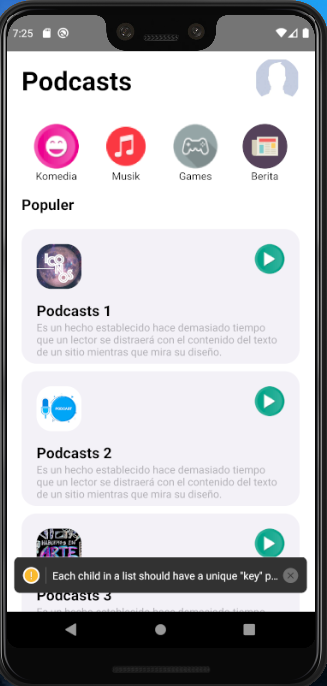 7:25
Podcasts
Komedia
Musik
Games
Berita
Populer
Podcasts 1
Es un hecho establecido hace demasiado tiempo
que un lector se distraerá con el contenido del texto
de un sitio mientras que mira su diseño.
PODCAST
Podcasts 2
Es un hecho establecido hace demasiado tiempo
que un lector se distraerá con el contenido del texto
de un sitio mientras que mira su diseño.
ARTE
Each child in a list should have a unique "key" p...
Podcasts 3